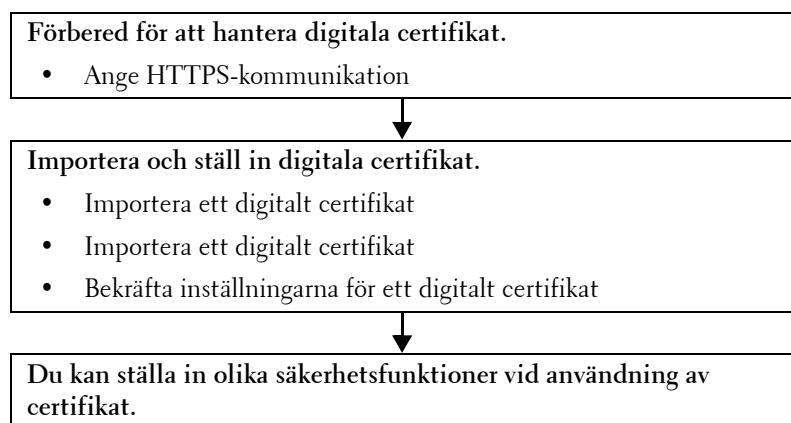 Förbered för att hantera digitala certifikat.
• Ange HTTPS-kommunikation
Importera och ställ in digitala certifikat.
• Importera ett digitalt certifikat
• Importera ett digitalt certifikat
• Bekräfta inställningarna för ett digitalt certifikat
Du kan ställa in olika säkerhetsfunktioner vid användning av
certifikat.